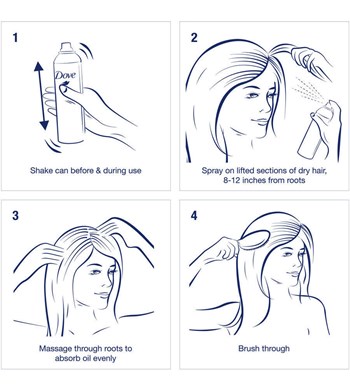 1
Dove
Shake can before & during use
2
Spray on lifted sections of dry hair,
8-12 inches from roots
3
Massage through roots to
absorb oil evenly
4
Brush through